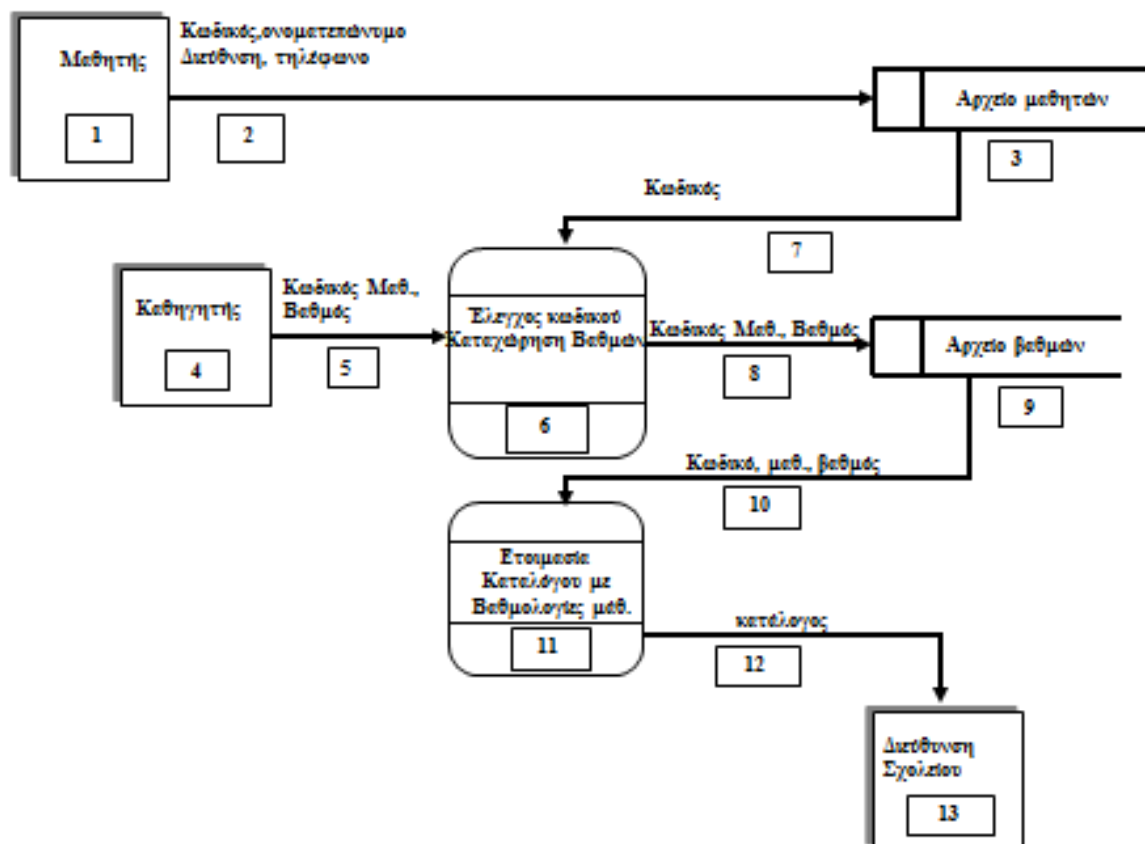 Κωδικός,ονοματεπώνυμο
Διεύθνση, τηλέφωνο
Μαθητής
1
2
Αρχείο μαθητών
3
Κωδικός
7
Καθηγητής
4
Κωδικός Μαθ.,
Βαθμός
5
Έλεγχος κωδικού
Καταχώρηση Βαθμών
6
Κωδικός Μαθ., Βαθμός
8
Αρχείο βαθμών
9
Κωδικό, μαθ., βαθμός
10
Ετοιμασία
Καταλόγου με
Βαθμολογίες μάθ.
11
κατάλογος
12
Διεύθυνση
Σχολείου
13